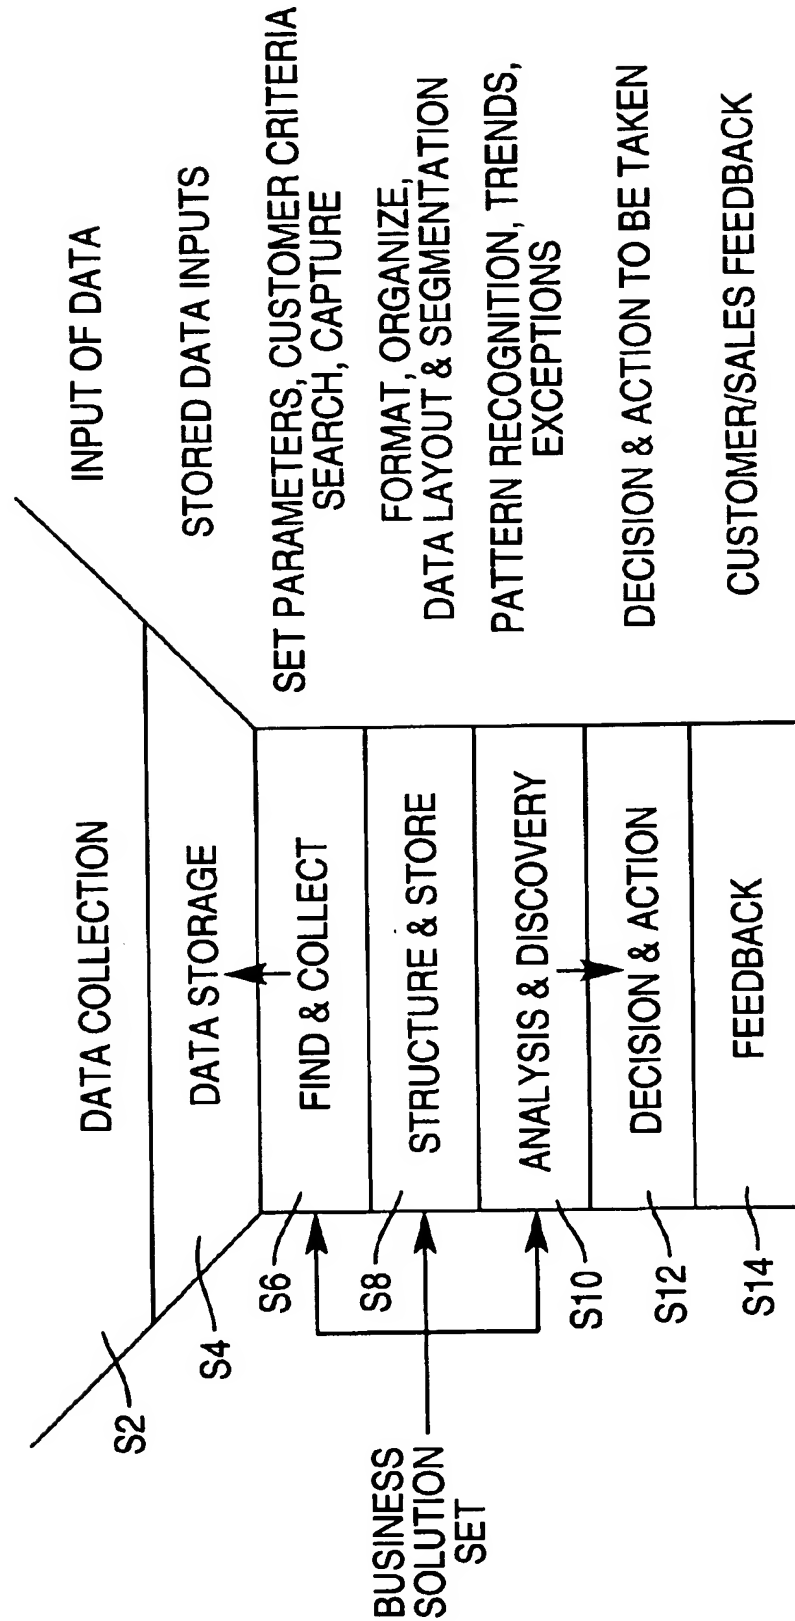 DATA COLLECTION
INPUT OF DATA
S2
DATA STORAGE
STORED DATA INPUTS
S4
FIND & COLLECT
SET PARAMETERS, CUSTOMER CRITERIA
SEARCH, CAPTURE
S6
STRUCTURE & STORE
FORMAT, ORGANIZE,
DATA LAYOUT & SEGMENTATION
S8
BUSINESS
SOLUTION
SET
ANALYSIS & DISCOVERY
PATTERN RECOGNITION, TRENDS,
EXCEPTIONS
S10
DECISION & ACTION
DECISION & ACTION TO BE TAKEN
S12
FEEDBACK
CUSTOMER/SALES FEEDBACK
S14